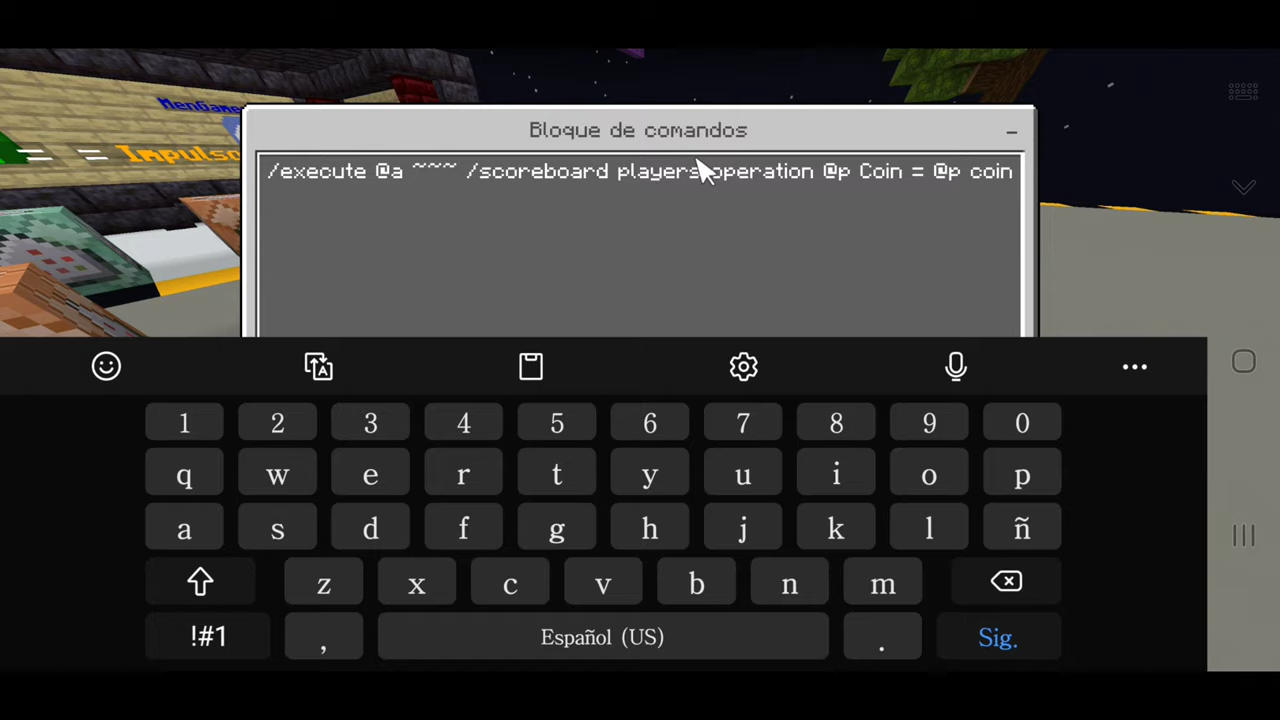 MenGame
= = Impulso
Bloque de comandos
/execute @a ~~~ /scoreboard players operation @p Coin = @p coin
1 2 3 4 5 6 7 8 9 0
q w e r t y u i o p
a s d f g h j k l ñ
z x c v b n m
!#1 , Español (US) . Sig.